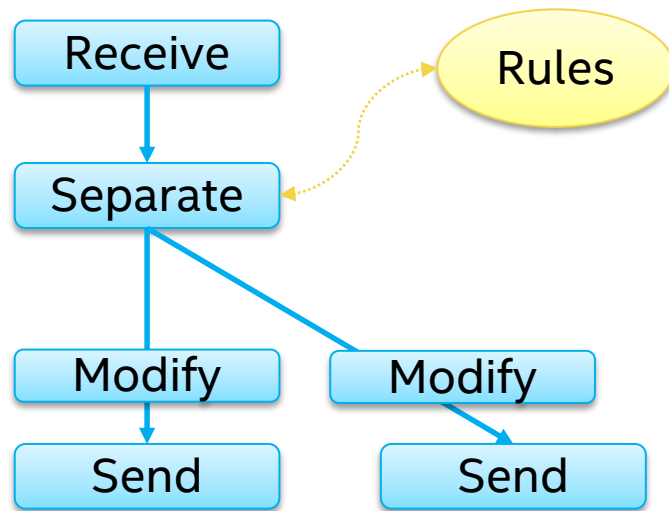 Receive
Rules
Separate
Modify
Modify
Send
Send